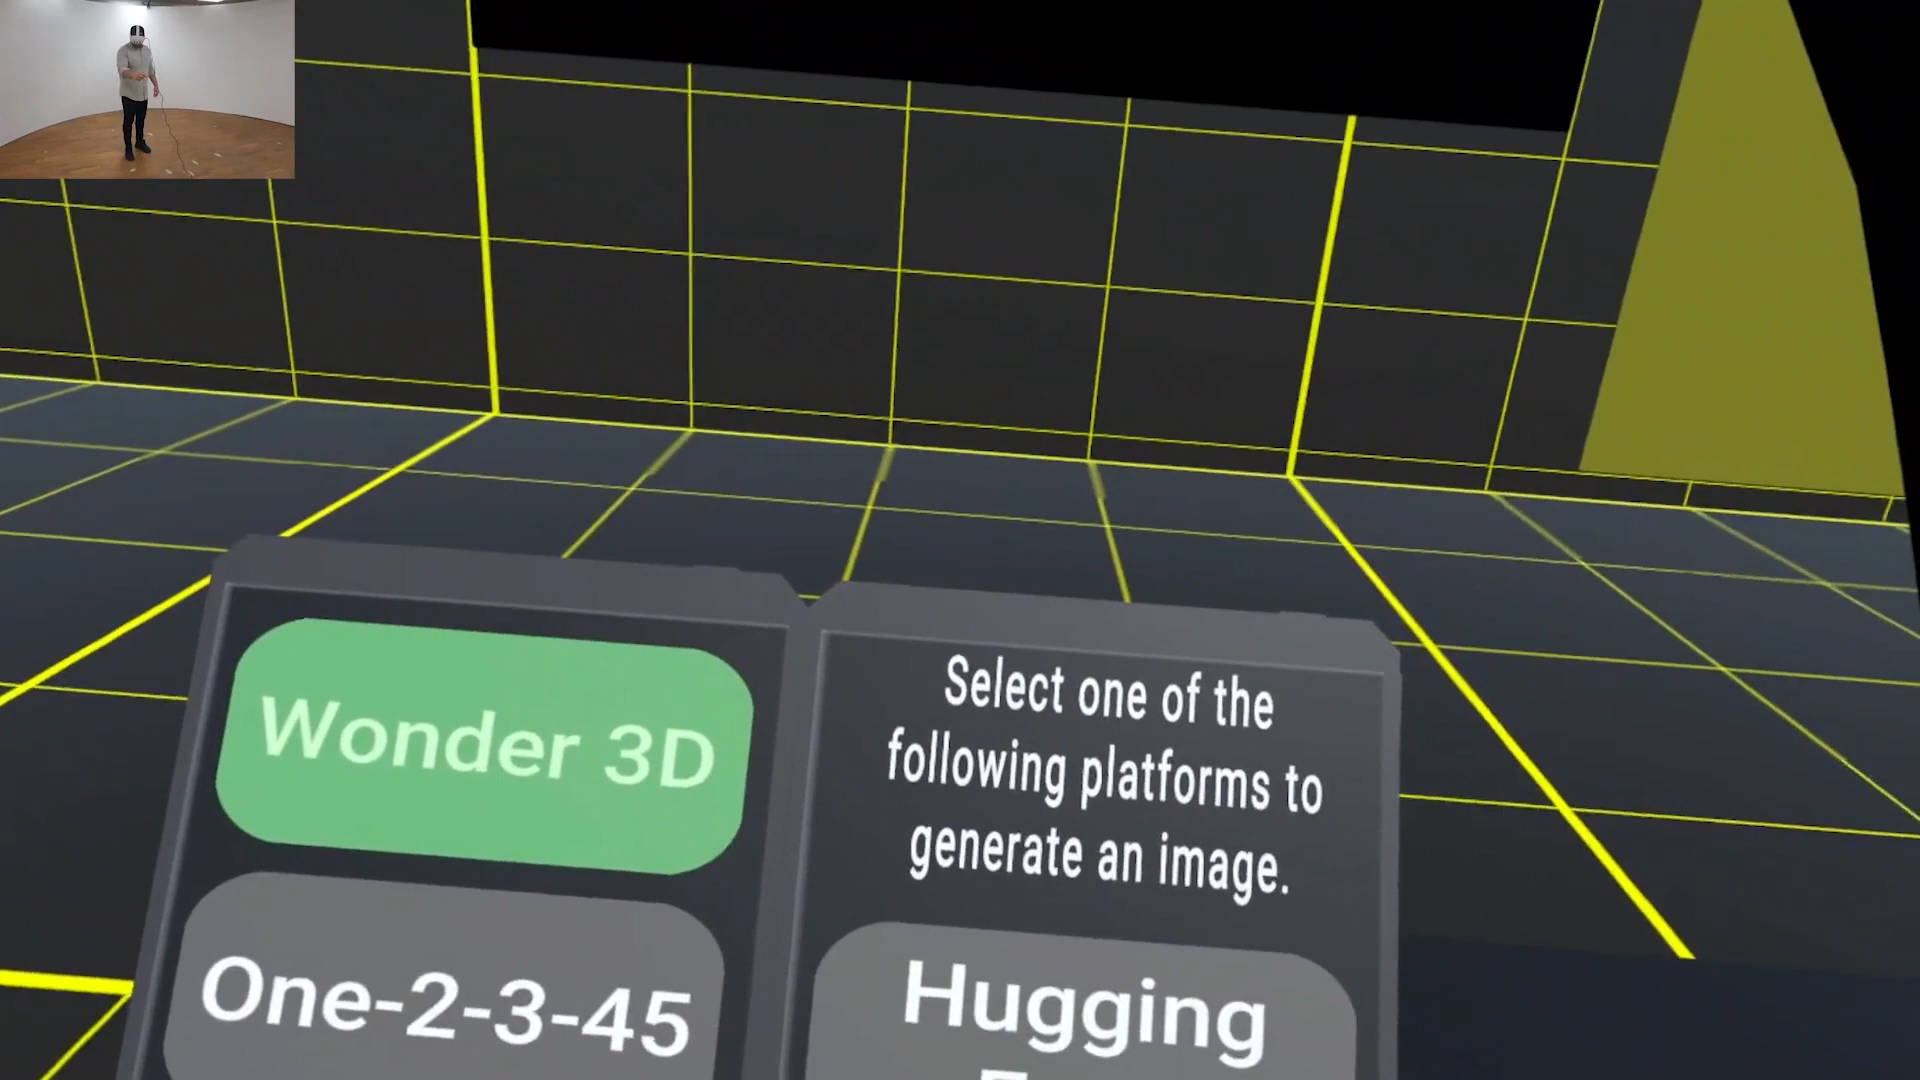 Wonder 3D
One-2-3-45
Select one of the
following platforms to
generate an image.
Hugging